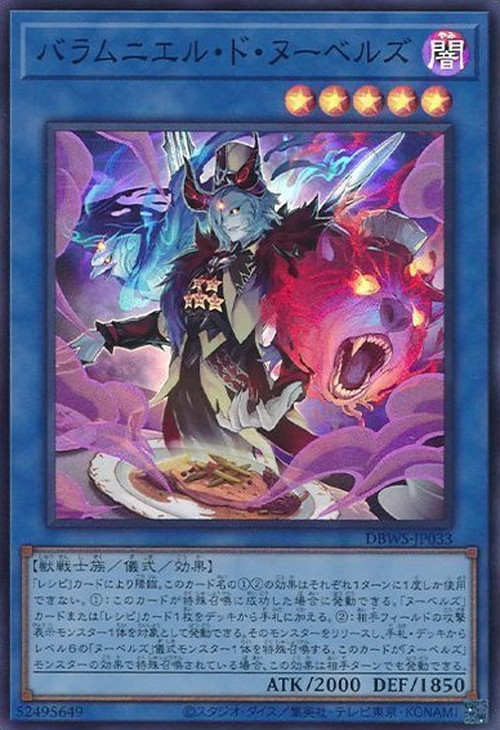 バラムニエル・ド・ヌーベルズ
闇
DBWS-JP033
【獣戦士族／儀式／効果】
「レシピ」カードにより降臨。このカード名の①②の効果はそれぞれ1ターンに1度しか使用
できない。①：このカードが特殊召喚に成功した場合に発動できる。「ヌーベルズ」
カードまたは「レシピ」カード1枚をデッキから手札に加える。②：相手フィールドの攻撃
表示モンスター1体を対象として発動できる。そのモンスターをリリースし、手札・デッキから
レベル6の「ヌーベルズ」モンスター1体を特殊召喚する。このカードが「ヌーベルズ」
モンスターの効果で特殊召喚されている場合、この効果は相手ターンでも発動できる。
ATK/2000 DEF/1850
52495649
©スタジオ・ダイス／集英社・テレビ東京・KONAMI